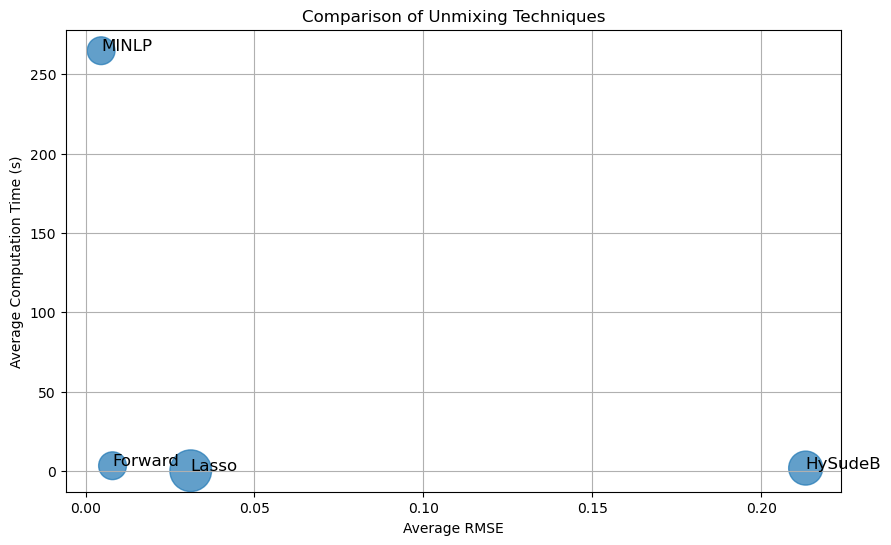 Comparison of Unmixing Techniques
MINLP
250
200
150
100
50
0
Average Computation Time (s)
Forward
Lasso
HySudeB
0.00
0.05
0.10
0.15
0.20
Average RMSE